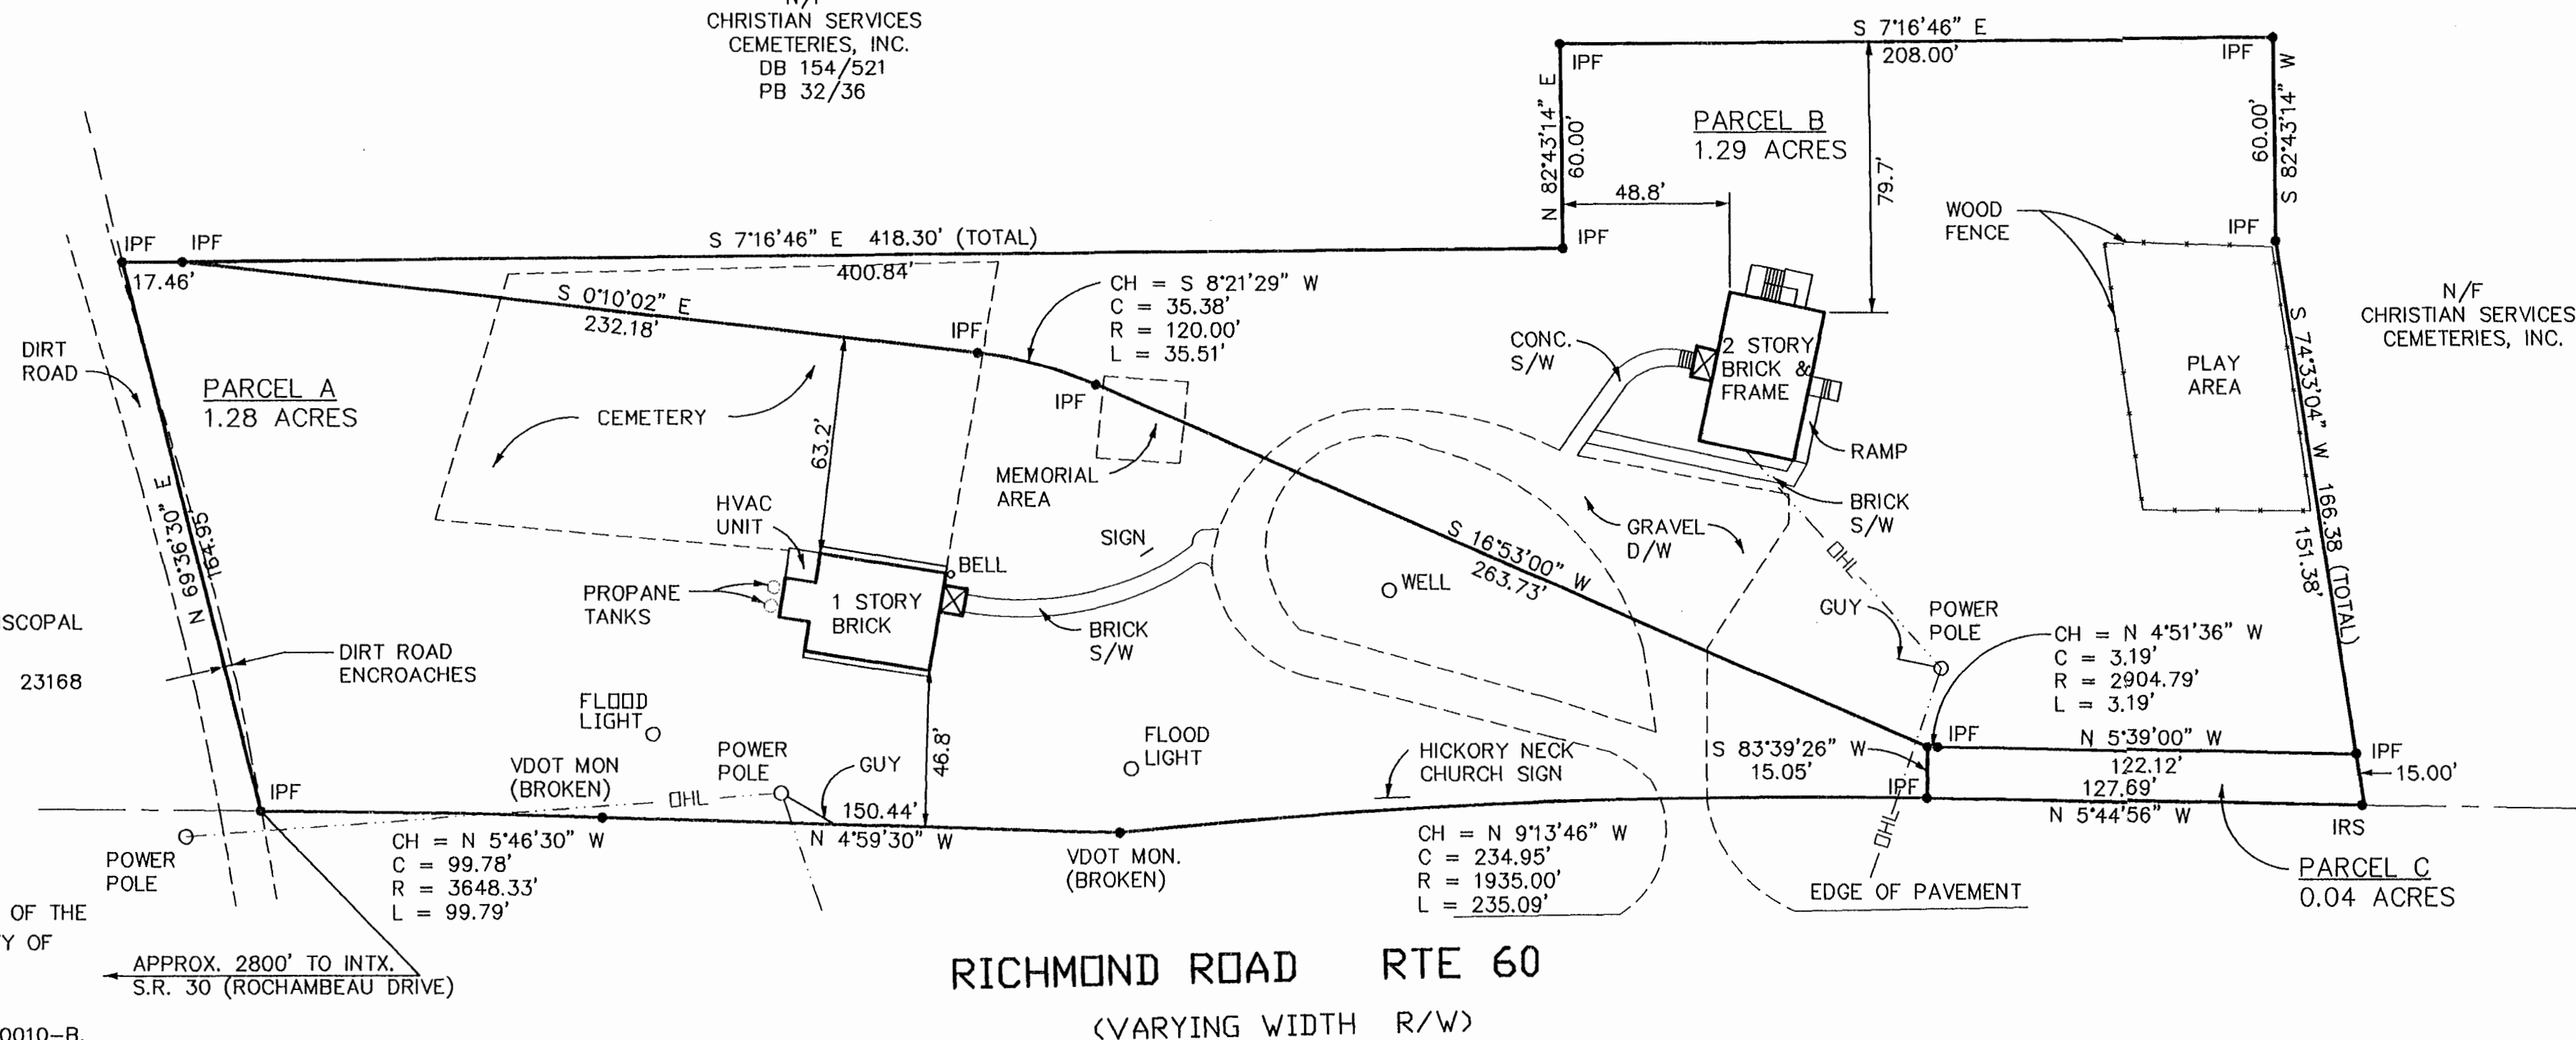 N/F
CHRISTIAN SERVICES
CEMETERIES, INC.
DB 154/521
PB 32/36
S 7°16'46" E
208.00'
IPF
IPF
N 82°43'14" E
60.00'
PARCEL B
1.29 ACRES
79.7'
60.00'
S 82°43'14" W
48.8'
WOOD
FENCE
IPF
IPF
IPF
IPF
S 7°16'46" E 418.30' (TOTAL)
17.46'
400.84'
S 0°10'02" E
232.18'
IPF
CH = S 8°21'29" W
C = 35.38'
R = 120.00'
L = 35.51'
IPF
CONC.
S/W
2 STORY
BRICK &
FRAME
N/F
CHRISTIAN SERVICES
CEMETERIES, INC.
PLAY
AREA
S 74°33'04" W 166.38 (TOTAL)
151.38'
DIRT
ROAD
PARCEL A
1.28 ACRES
CEMETERY
63.2'
MEMORIAL
AREA
RAMP
BRICK
S/W
HVAC
UNIT
SIGN
GRAVEL
D/W
S 16°53'00" W
263.73'
OHL
N 69°36'30" E
164.95'
BELL
PROPANE
TANKS
1 STORY
BRICK
WELL
GUY
POWER
POLE
BRICK
S/W
SCOPAL
23168
DIRT ROAD
ENCROACHES
CH = N 4°51'36" W
C = 3.19'
R = 2904.79'
L = 3.19'
FLOOD
LIGHT
FLOOD
LIGHT
POWER
POLE
GUY
46.8'
VDOT MON
(BROKEN)
OHL
HICKORY NECK
CHURCH SIGN
S 83°39'26" W
15.05'
IPF
IPF
N 5°39'00" W
122.12'
127.69'
N 5°44'56" W
IPF
15.00'
IRS
IPF
150.44'
N 4°59'30" W
POWER
POLE
CH = N 5°46'30" W
C = 99.78'
R = 3648.33'
L = 99.79'
VDOT MON.
(BROKEN)
CH = N 9°13'46" W
C = 234.95'
R = 1935.00'
L = 235.09'
OHL
EDGE OF PAVEMENT
PARCEL C
0.04 ACRES
OF THE
Y OF
APPROX. 2800' TO INTX.
S.R. 30 (ROCHAMBEAU DRIVE)
RICHMOND ROAD RTE 60
(VARYING WIDTH R/W)
0010-B.